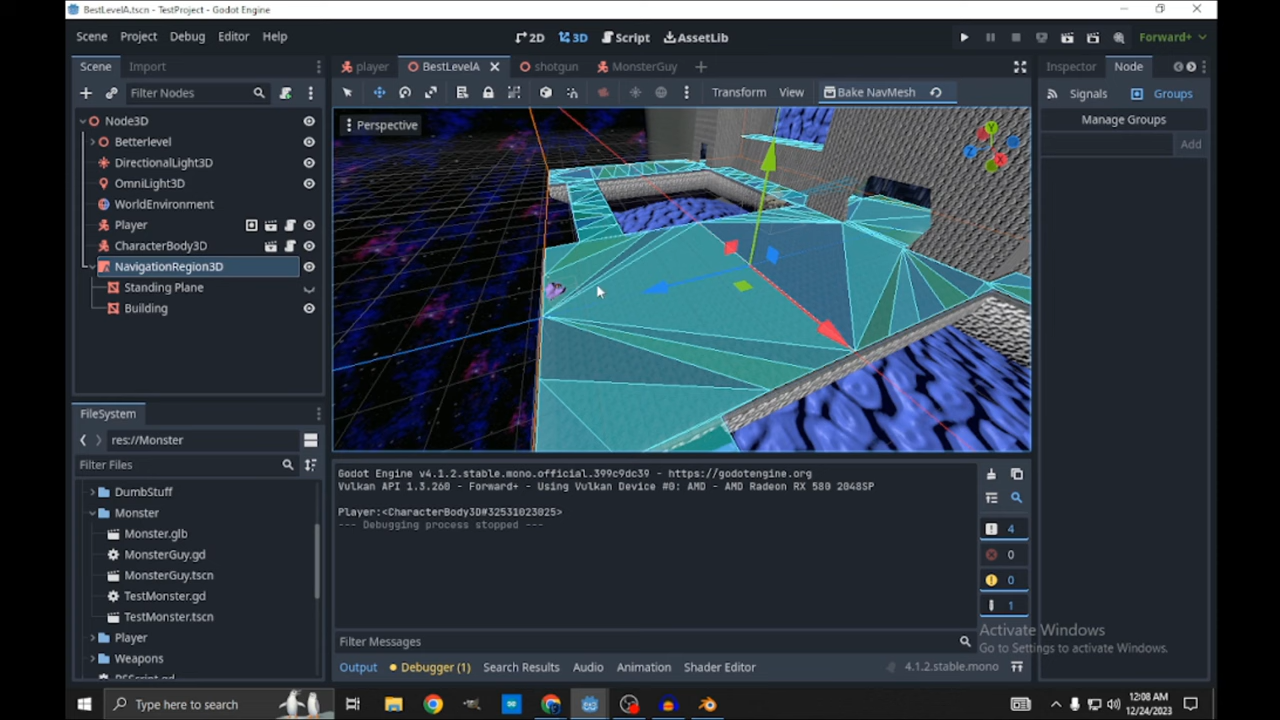 BestLevelA.tscn - TestProject - Godot Engine
Scene Project Debug Editor Help
2D 3D Script AssetLib
Forward+
Scene Import
player BestLevelA shotgun MonsterGuy
Inspector Node
Filter Nodes
Transform View Bake NavMesh
Signals Groups
Manage Groups
Add
Perspective
Y
Z
X
Node3D
Betterlevel
DirectionalLight3D
OmniLight3D
WorldEnvironment
Player
CharacterBody3D
NavigationRegion3D
Standing Plane
Building
FileSystem
res://Monster
Filter Files
DumbStuff
Monster
Monster.glb
MonsterGuy.gd
MonsterGuy.tscn
TestMonster.gd
TestMonster.tscn
Player
Weapons
Godot Engine v4.1.2.stable.mono.official.399c9dc39 - https://godotengine.org
Vulkan API 1.3.260 - Forward+ - Using Vulkan Device #0: AMD - AMD Radeon RX 580 2048SP
Player:<CharacterBody3D#32531023025>
--- Debugging process stopped ---
4
0
0
1
Filter Messages
Output Debugger (1) Search Results Audio Animation Shader Editor
4.1.2.stable.mono
Activate Windows
Go to Settings to activate Windows.
Type here to search
12:08 AM
12/24/2023